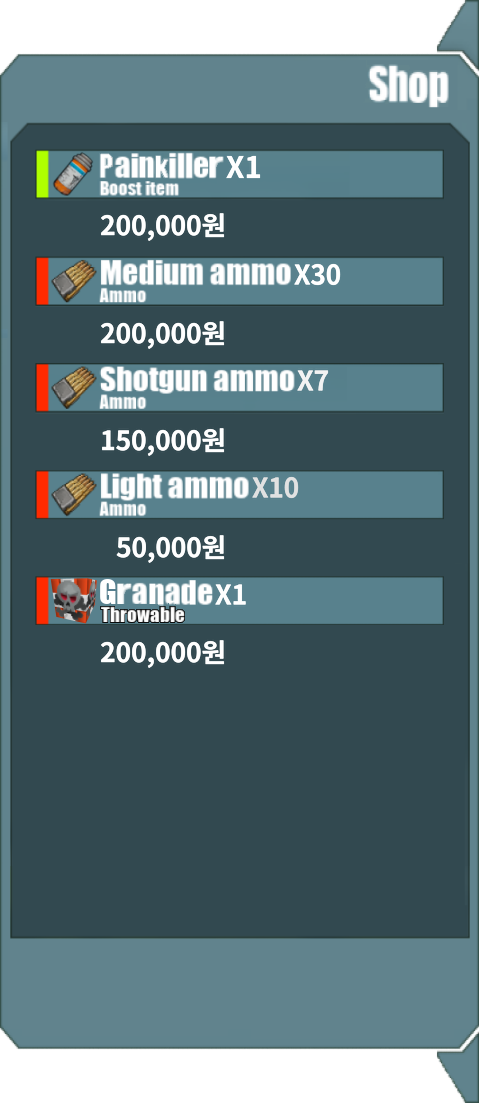 Shop
Painkiller X1
Boost item
200,000원
Medium ammo X30
Ammo
200,000원
Shotgun ammo X7
Ammo
150,000원
Light ammo X10
Ammo
50,000원
Granade X1
Throwable
200,000원